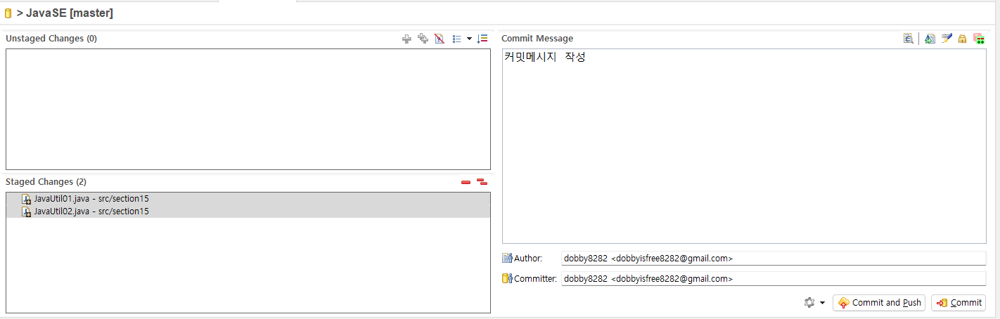 > JavaSE [master]
Unstaged Changes (0)
Staged Changes (2)
JavaUtil01.java - src/section15
JavaUtil02.java - src/section15
Commit Message
커밋메시지 작성
Author: dobby8282 <dobbyisfree8282@gmail.com>
Committer: dobby8282 <dobbyisfree8282@gmail.com>
Commit and Push Commit